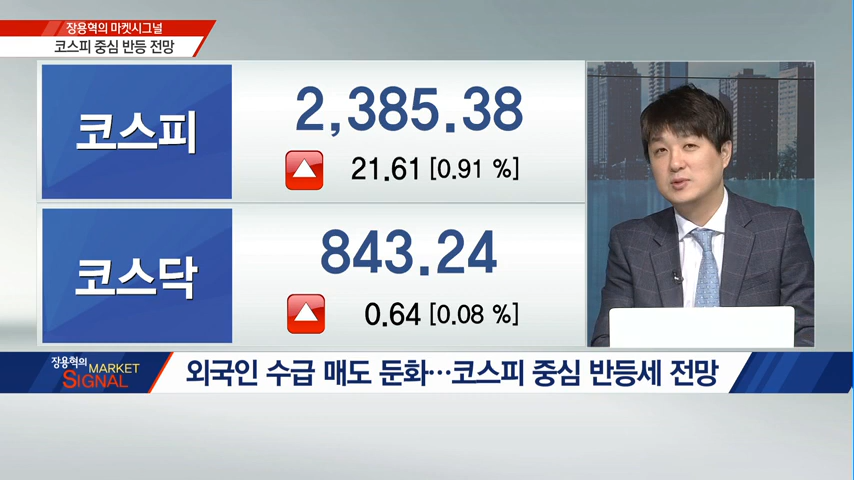 장용혁의 마켓시그널
코스피 중심 반등 전망
코스피
2,385.38
21.61 [0.91 %]
코스닥
843.24
0.64 [0.08 %]
장용혁의
MARKET
SIGNAL
외국인 수급 매도 둔화…코스피 중심 반등세 전망